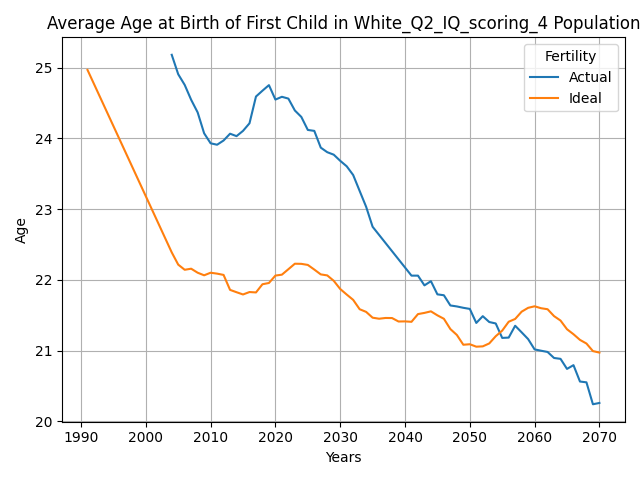 Average Age at Birth of First Child in White_Q2_IQ_scoring_4 Population
Fertility
Actual
Ideal
Age
25
24
23
22
21
20
1990 2000 2010 2020 2030 2040 2050 2060 2070
Years